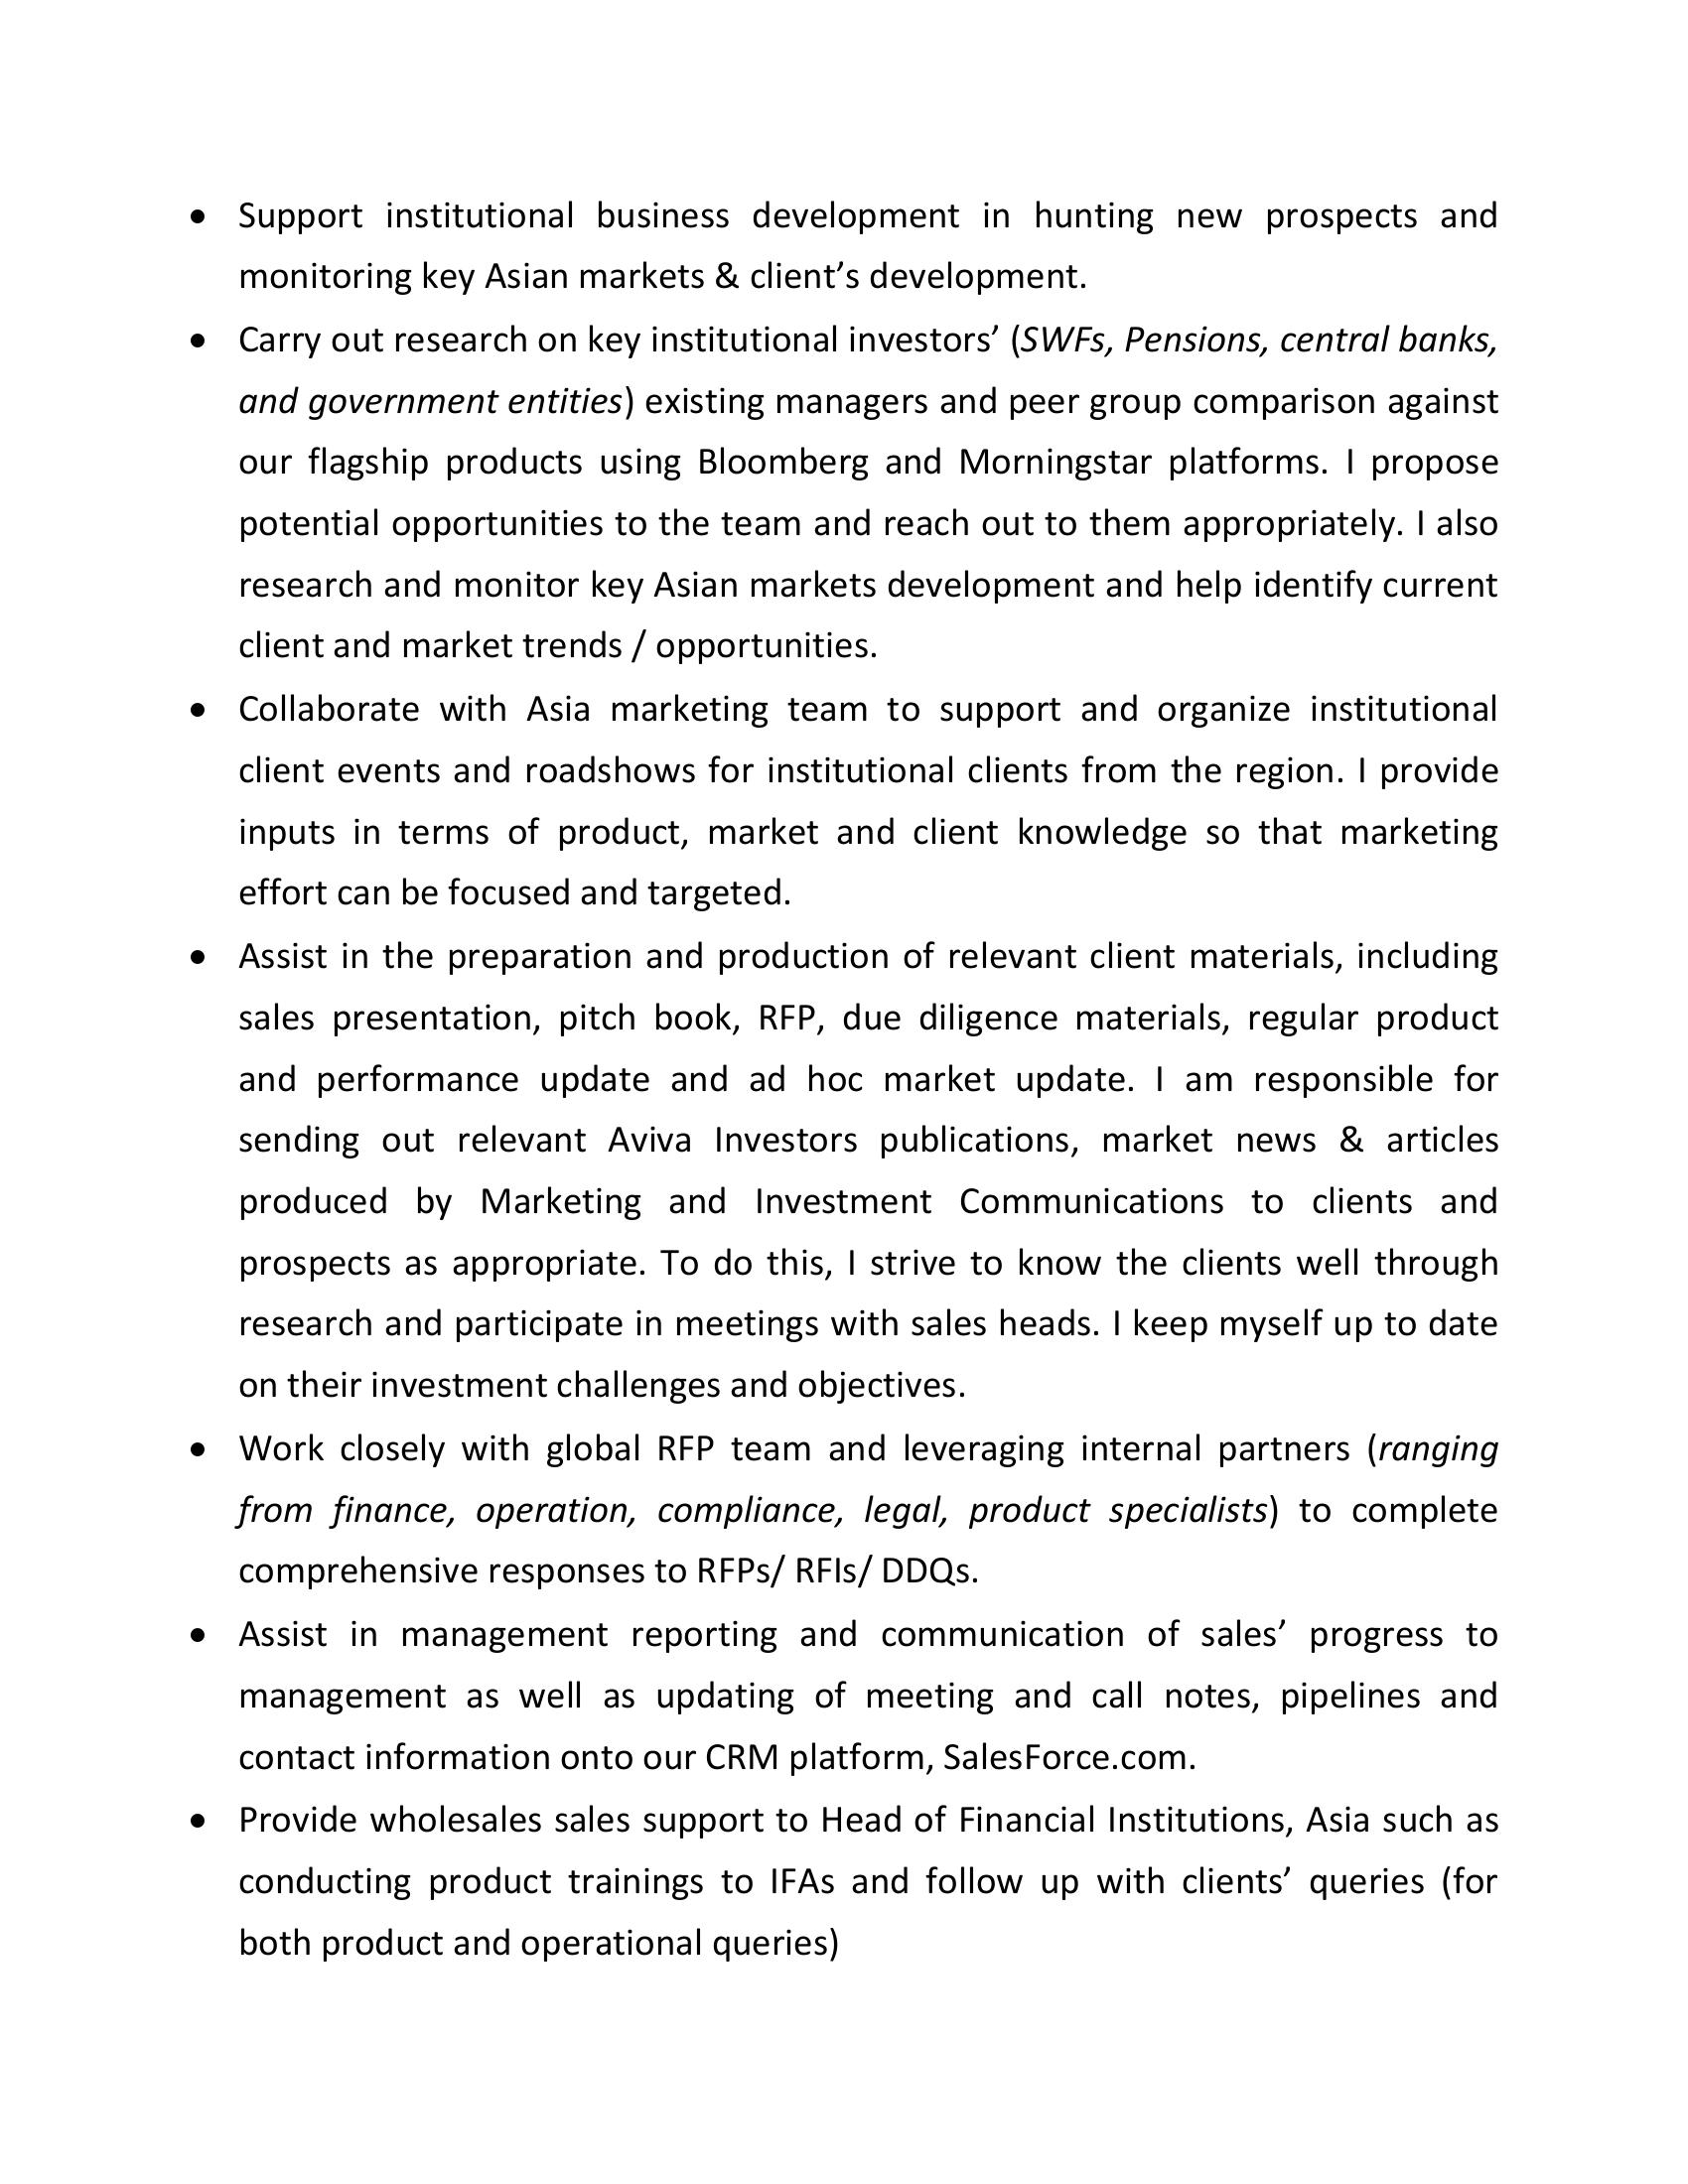 • Support institutional business development in hunting new prospects and
monitoring key Asian markets & client’s development.
• Carry out research on key institutional investors’ (SWFs, Pensions, central banks,
and government entities) existing managers and peer group comparison against
our flagship products using Bloomberg and Morningstar platforms. I propose
potential opportunities to the team and reach out to them appropriately. I also
research and monitor key Asian markets development and help identify current
client and market trends / opportunities.
• Collaborate with Asia marketing team to support and organize institutional
client events and roadshows for institutional clients from the region. I provide
inputs in terms of product, market and client knowledge so that marketing
effort can be focused and targeted.
• Assist in the preparation and production of relevant client materials, including
sales presentation, pitch book, RFP, due diligence materials, regular product
and performance update and ad hoc market update. I am responsible for
sending out relevant Aviva Investors publications, market news & articles
produced by Marketing and Investment Communications to clients and
prospects as appropriate. To do this, I strive to know the clients well through
research and participate in meetings with sales heads. I keep myself up to date
on their investment challenges and objectives.
• Work closely with global RFP team and leveraging internal partners (ranging
from finance, operation, compliance, legal, product specialists) to complete
comprehensive responses to RFPs/ RFIs/ DDQs.
• Assist in management reporting and communication of sales’ progress to
management as well as updating of meeting and call notes, pipelines and
contact information onto our CRM platform, SalesForce.com.
• Provide wholesales sales support to Head of Financial Institutions, Asia such as
conducting product trainings to IFAs and follow up with clients’ queries (for
both product and operational queries)